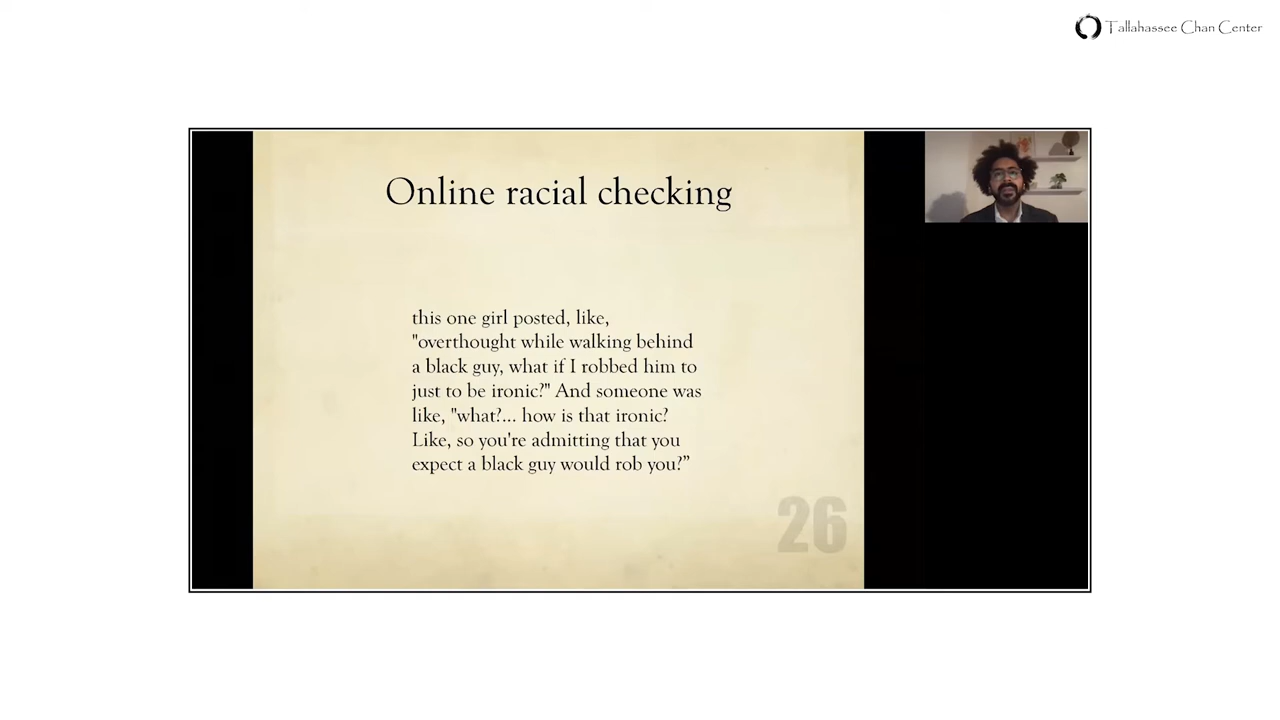 Tallahassee Chan Center
Online racial checking
this one girl posted, like,
"overthought while walking behind
a black guy, what if I robbed him to
just to be ironic?" And someone was
like, "what?... how is that ironic?
Like, so you're admitting that you
expect a black guy would rob you?”
26